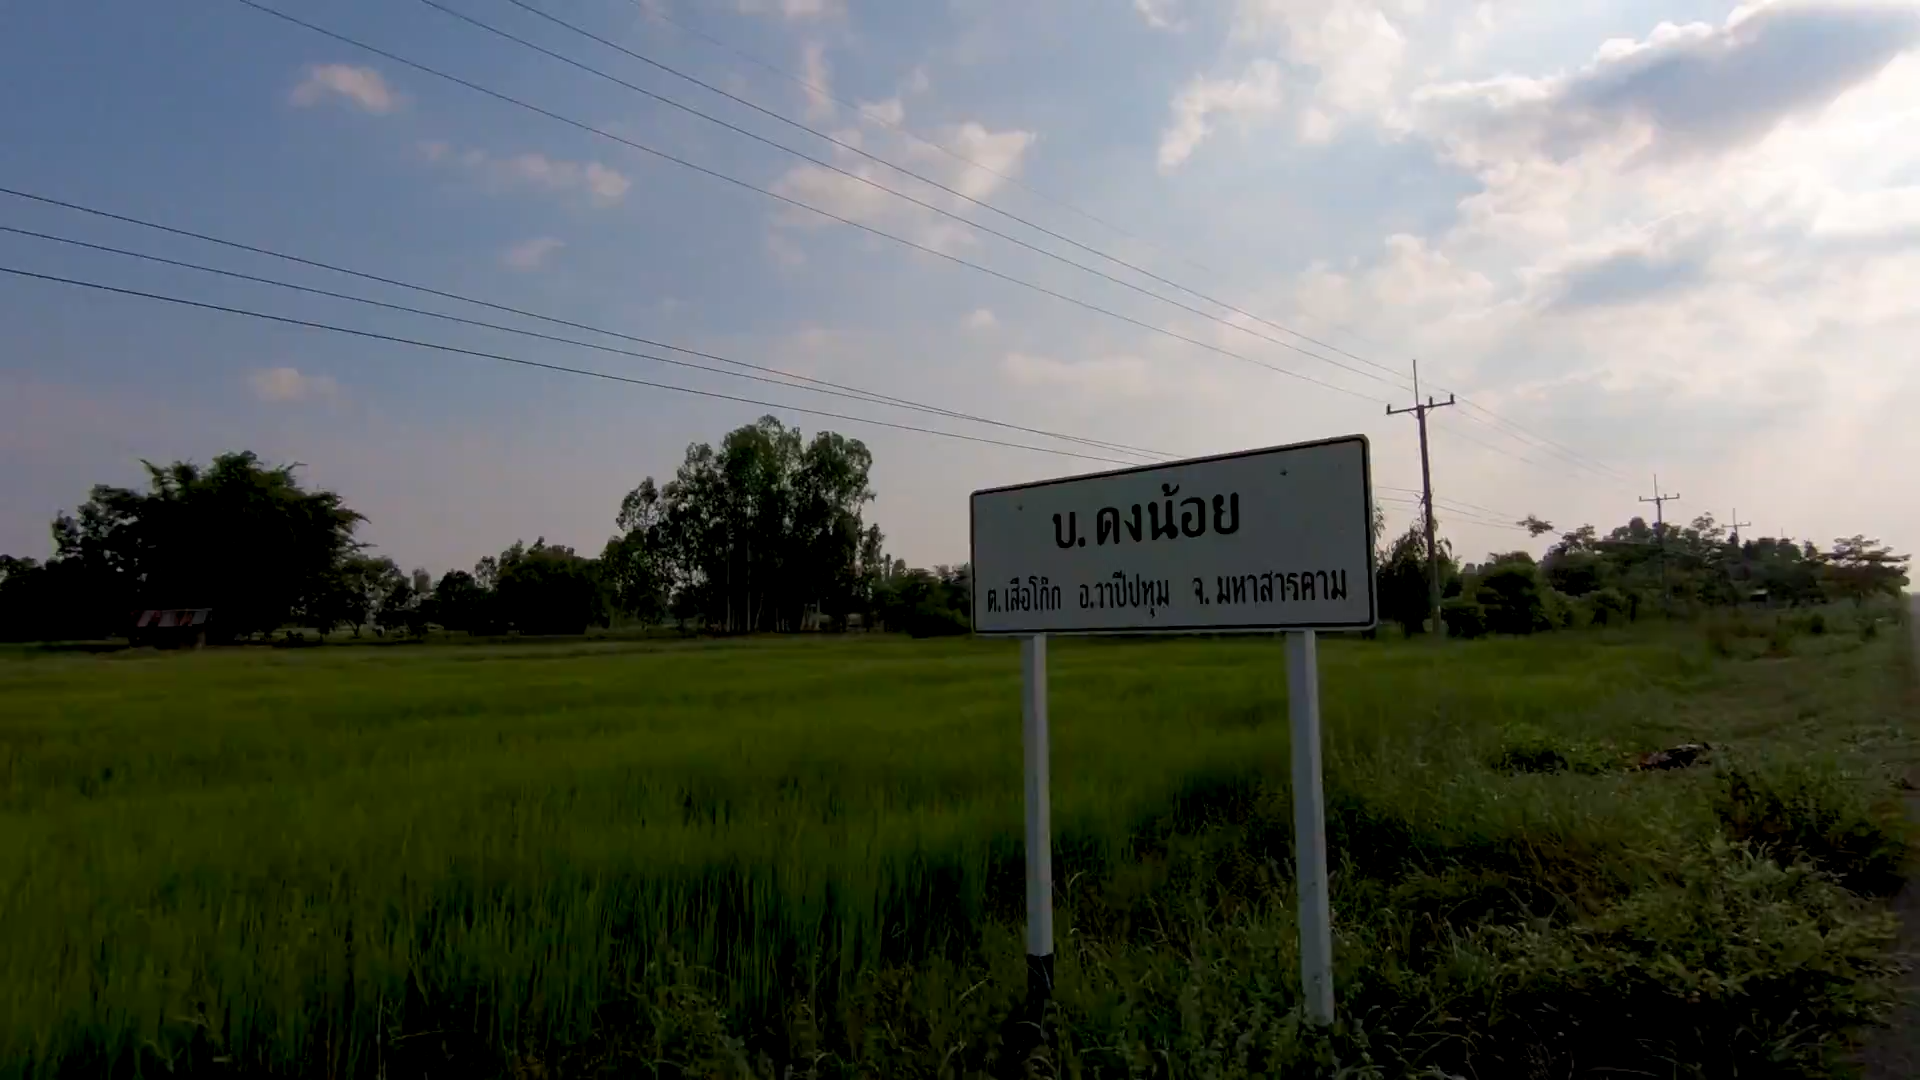 บ. ดงน้อย
ต. เสือโก้ก อ.วาปีปทุม จ. มหาสารคาม